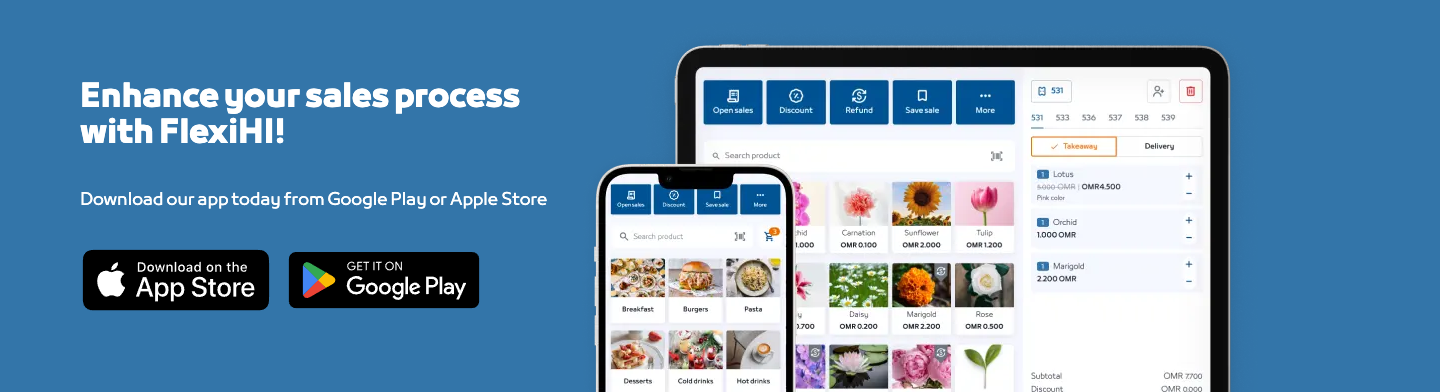 Enhance your sales process
with FlexiHI!
Download our app today from Google Play or Apple Store
Download on the
App Store
GET IT ON
Google Play
Open sales
Discount
Refund
Save sale
More
Search product
Carnation
OMR 0.100
Sunflower
OMR 2.000
Tulip
OMR 1.200
Daisy
OMR 0.200
Marigold
OMR 2.200
Rose
OMR 0.500
531
531 533 536 537 538 539
Takeaway
Delivery
1 Lotus
5.000 OMR | OMR4.500
Pink color
1 Orchid
1.000 OMR
1 Marigold
2.200 OMR
Subtotal OMR 7.700
Discount OMR 0.000
Open sales
Discount
Save sale
More
Search product
3
Breakfast
Burgers
Pasta
Desserts
Cold drinks
Hot drinks